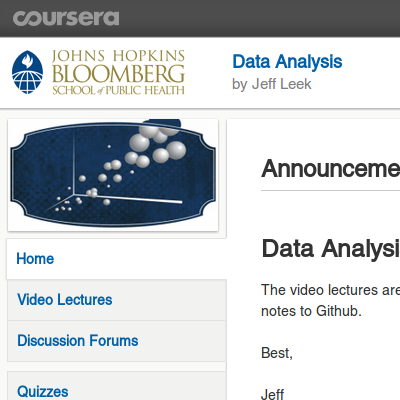 coursera
JOHNS HOPKINS
BLOOMBERG
SCHOOL of PUBLIC HEALTH
Data Analysis
by Jeff Leek
Home
Video Lectures
Discussion Forums
Quizzes
Announceme
Data Analysi
The video lectures are
notes to Github.
Best,
Jeff